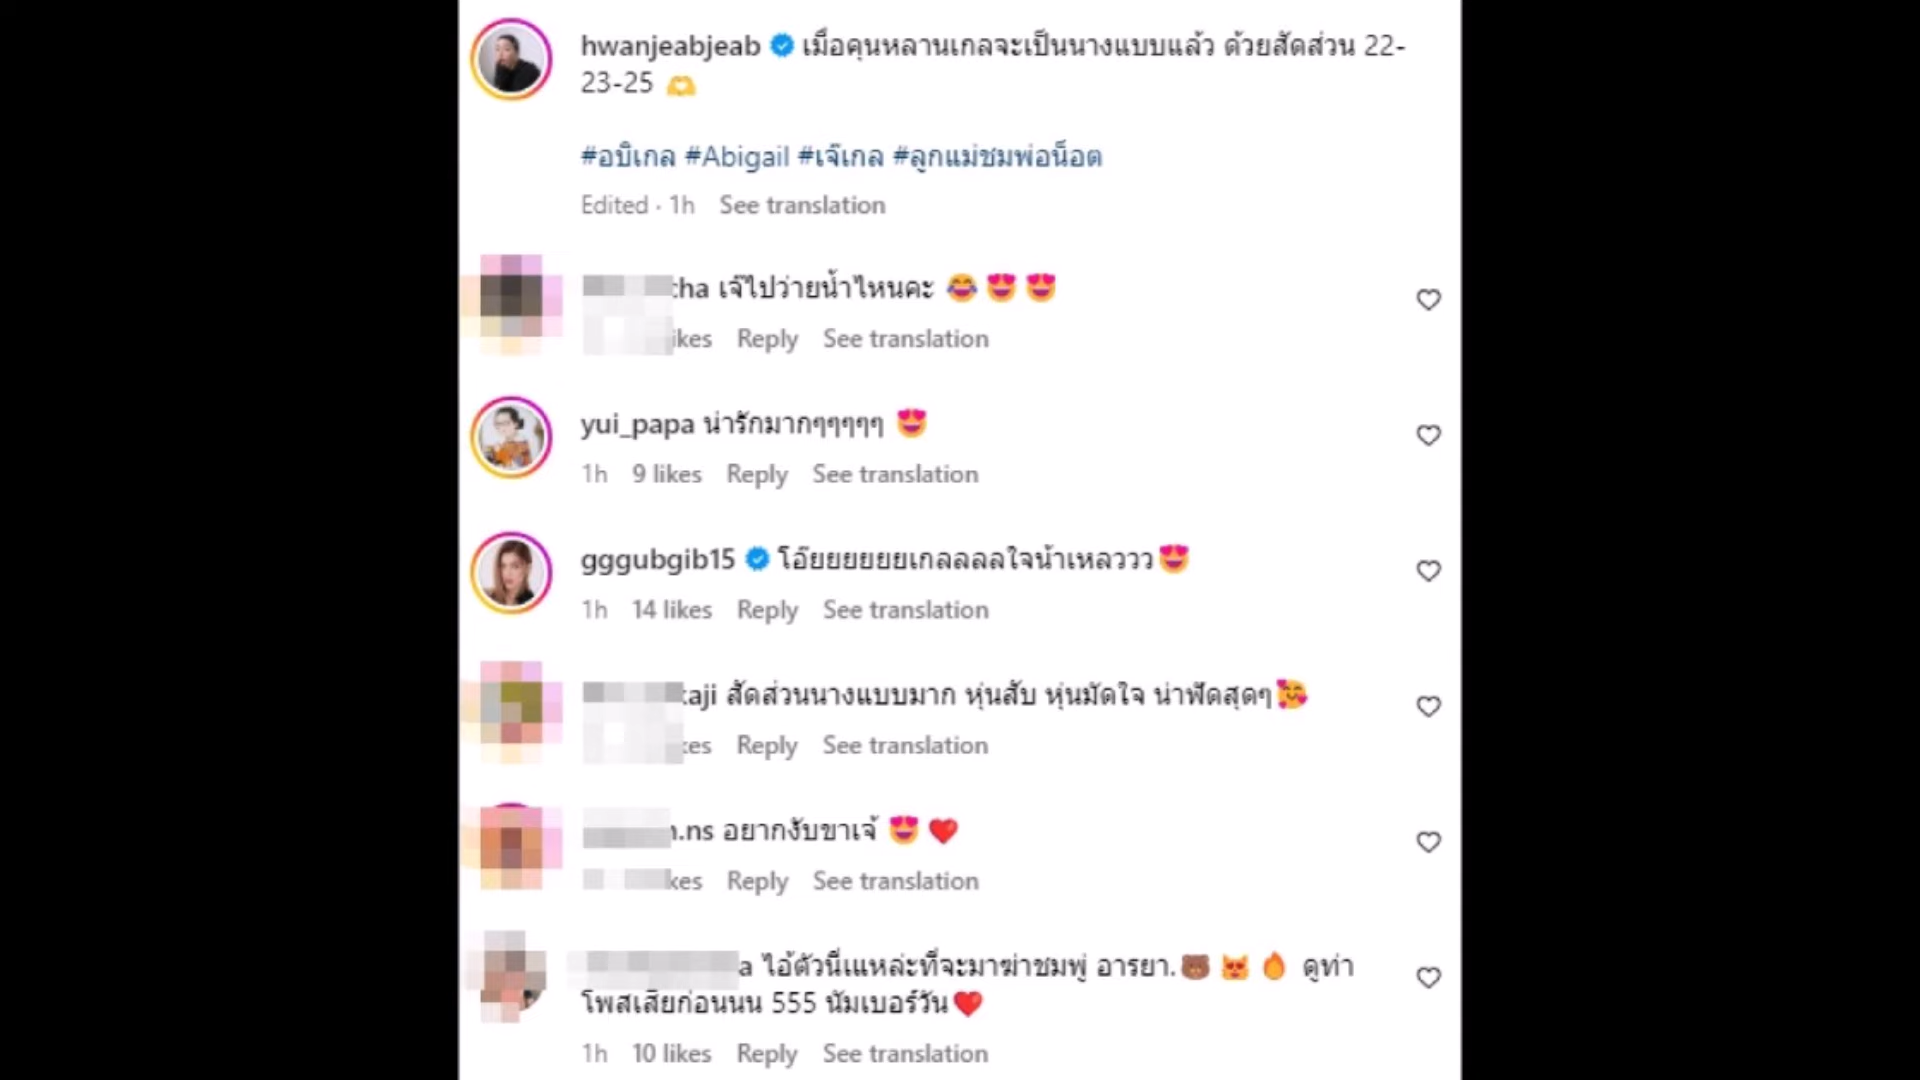 hwanjeabjeab เมื่อคุนหลานเกลจะเป็นนางแบบแล้ว ด้วยสัดส่วน 22-
23-25 🫶
#อบิเกล #Abigail #เจ๊เกล #ลูกแม่ชมพ่อน็อต
Edited · 1h See translation
cha เจ๊ไปว่ายน้ำไหนคะ 😂😍😍
ikes Reply See translation
yui_papa น่ารักมากๆๆๆๆๆ 😍
1h 9 likes Reply See translation
gggubgib15 โอ๊ยยยยยยเกลลลลใจน้าเหลววว😍
1h 14 likes Reply See translation
kaji สัดส่วนนางแบบมาก หุ่นสับ หุ่นมัดใจ น่าฟัดสุดๆ🥰
kes Reply See translation
n.ns อยากงับขาเจ้ 😍❤️
kes Reply See translation
a ไอ้ตัวนี้แหล่ะที่จะมาฆ่าชมพู่ อารยา.🐻😻🔥 ดูท่า
โพสเสียก่อนนน 555 นัมเบอร์วัน❤️
1h 10 likes Reply See translation